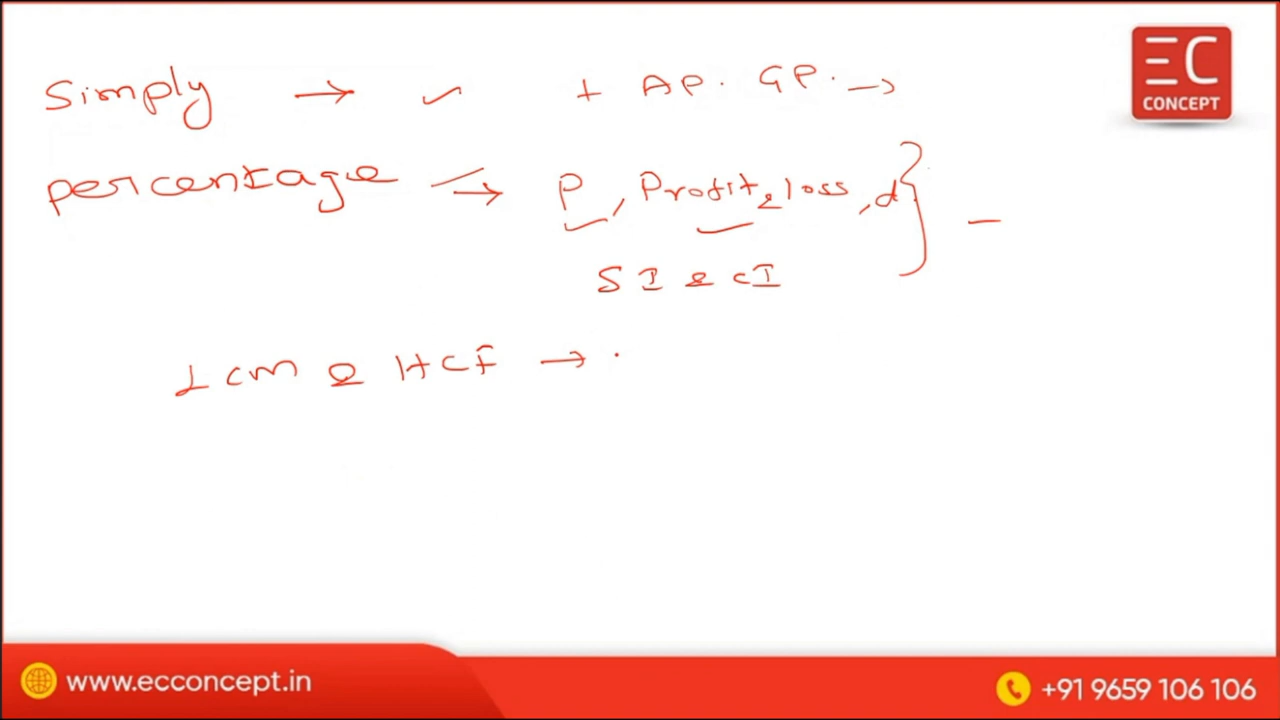 EC
CONCEPT
Simply → ✓ + AP. GP. →
percentage → P, Profit & loss, d} -
SI & CI
LCM & HCF →
www.ecconcept.in
+91 9659 106 106